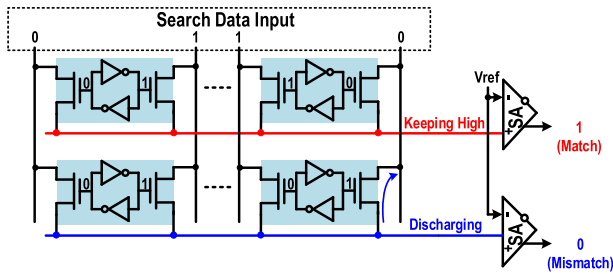 Search Data Input
0 1 1 0
0 1 1 0
Vref
- + SA
Keeping High
1
(Match)
0 1 0 1
- + SA
Discharging
0
(Mismatch)